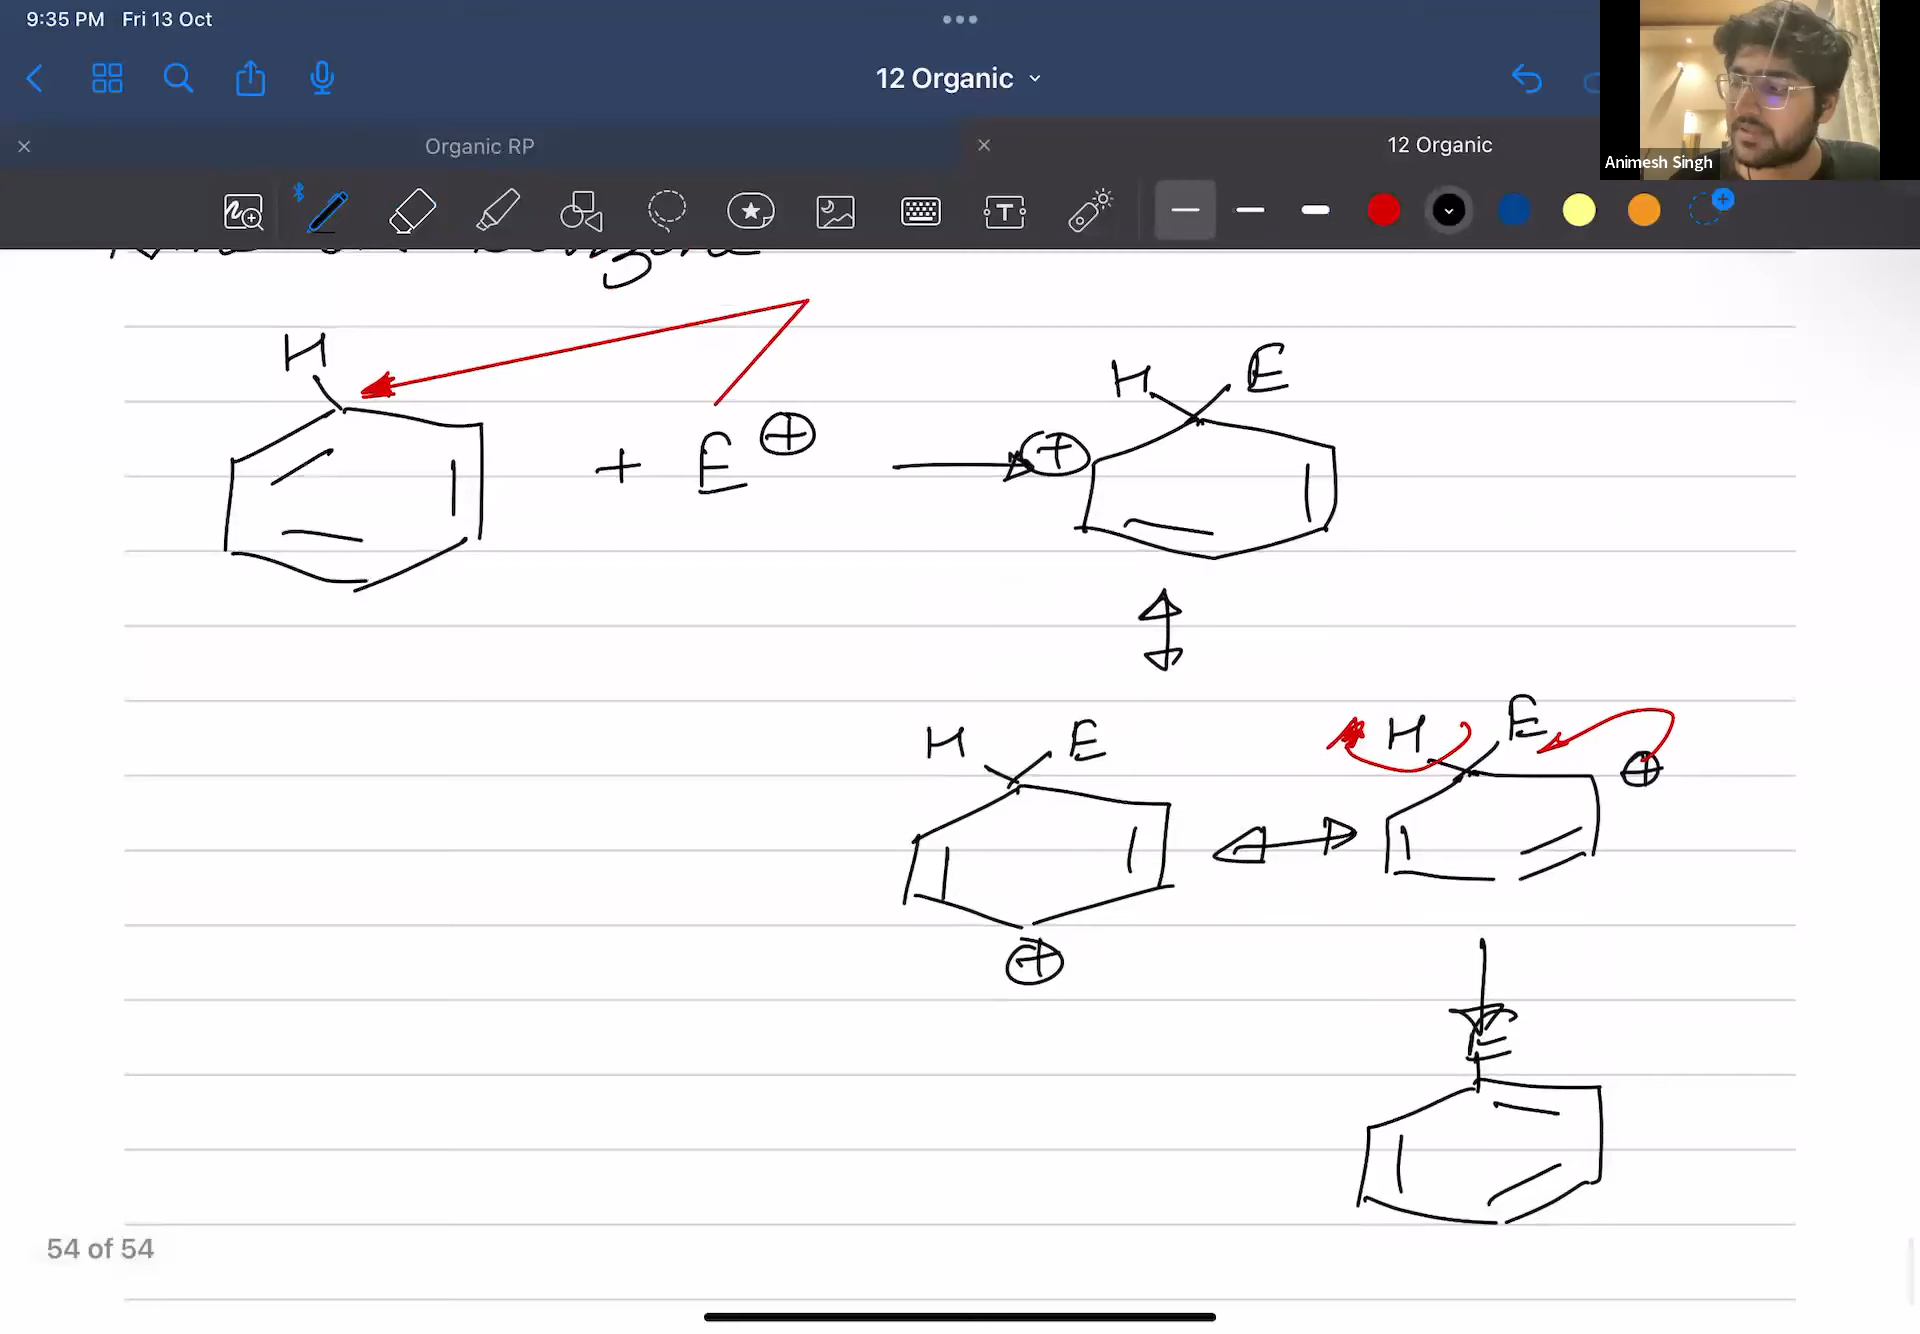 9:35 PM Fri 13 Oct
12 Organic
Organic RP
12 Organic
Animesh Singh
T
H
+ E ⊕
H E
⊕
H E
⊕
H E
⊕
E
54 of 54